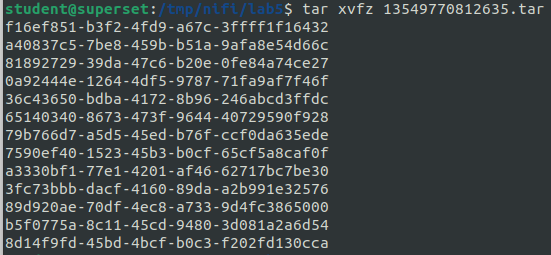 student@superset:/tmp/nifi/lab5$ tar xvfz 13549770812635.tar
f16ef851-b3f2-4fd9-a67c-3ffff1f16432
a40837c5-7be8-459b-b51a-9afa8e54d66c
81892729-39da-47c6-b20e-0fe84a74ce27
0a92444e-1264-4df5-9787-71fa9af7f46f
36c43650-bdba-4172-8b96-246abcd3ffdc
65140340-8673-473f-9644-40729590f928
79b766d7-a5d5-45ed-b76f-ccf0da635ede
7590ef40-1523-45b3-b0cf-65cf5a8caf0f
a3330bf1-77e1-4201-af46-62717bc7be30
3fc73bbb-dacf-4160-89da-a2b991e32576
89d920ae-70df-4ec8-a733-9d4fc3865000
b5f0775a-8c11-45cd-9480-3d081a2a6d54
8d14f9fd-45bd-4bcf-b0c3-f202fd130cca